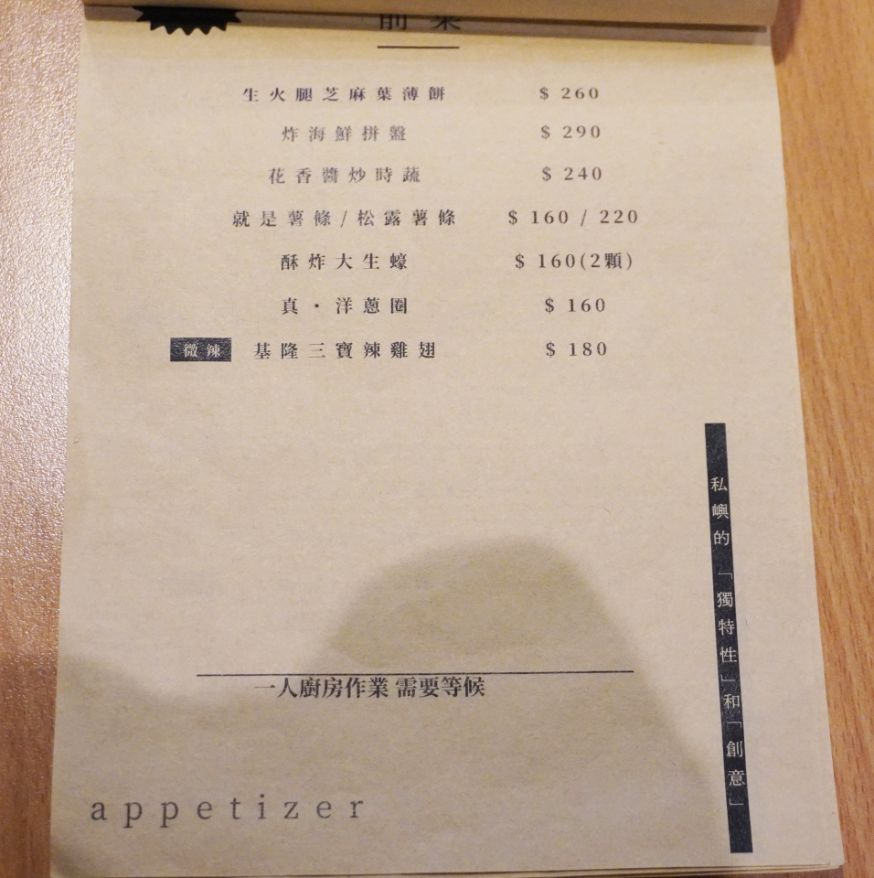 前菜
生火腿芝麻葉薄餅 $ 260
炸海鮮拼盤 $ 290
花香醬炒時蔬 $ 240
就是薯條/松露薯條 $ 160 / 220
酥炸大生蠔 $ 160(2顆)
真・洋蔥圈 $ 160
微辣 基隆三寶辣雞翅 $ 180
私嶼的「獨特性」和「創意」
一人廚房作業 需要等候
appetizer